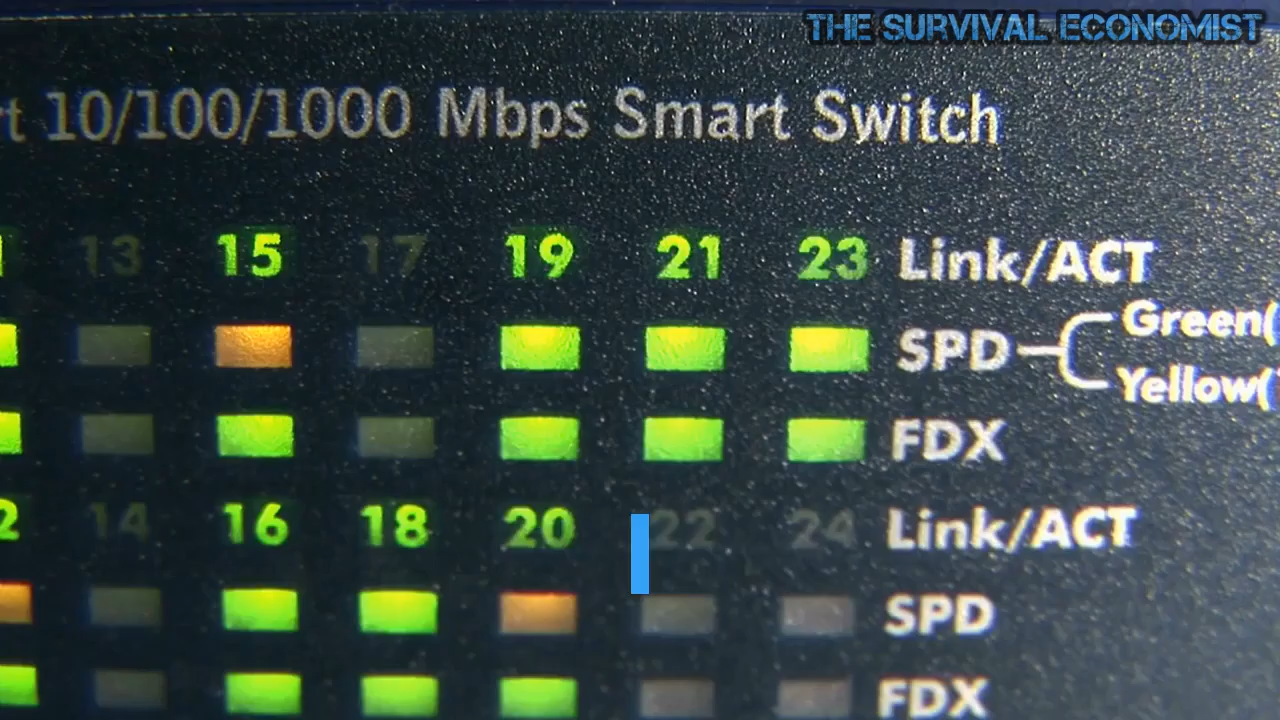 THE SURVIVAL ECONOMIST
10/100/1000 Mbps Smart Switch
13 15 17 19 21 23 Link/ACT
Green(
SPD
Yellow(
FDX
14 16 18 20 22 24 Link/ACT
SPD
FDX